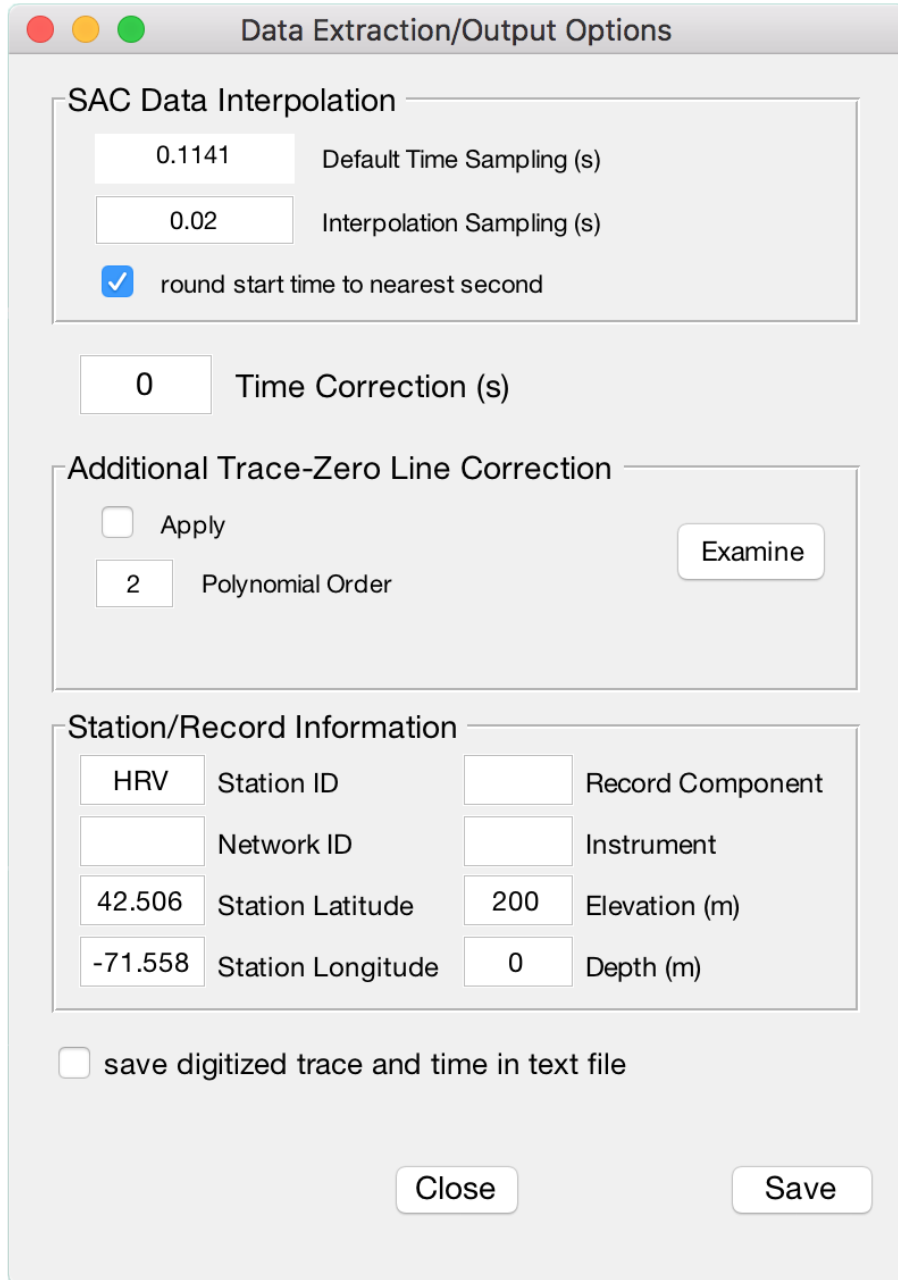 Data Extraction/Output Options
SAC Data Interpolation
0.1141 Default Time Sampling (s)
0.02 Interpolation Sampling (s)
round start time to nearest second
0 Time Correction (s)
Additional Trace-Zero Line Correction
Apply
Examine
2 Polynomial Order
Station/Record Information
HRV Station ID Record Component
Network ID Instrument
42.506 Station Latitude 200 Elevation (m)
-71.558 Station Longitude 0 Depth (m)
save digitized trace and time in text file
Close Save